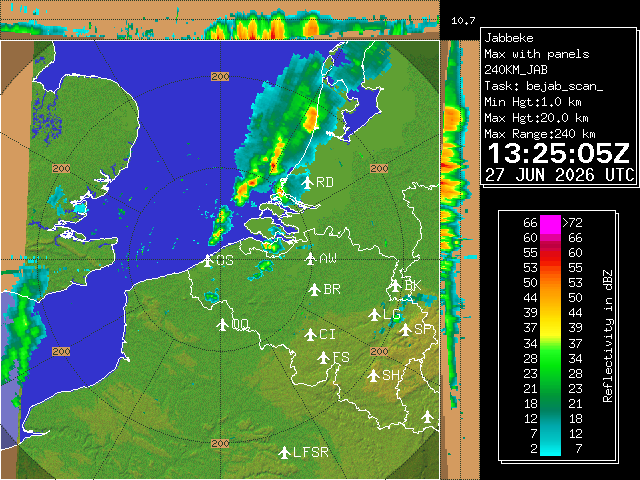 10.7
Jabbeke
Max with panels
240KM_JAB
Task: bejab_scan_
Min Hgt:1.0 km
Max Hgt:20.0 km
Max Range:240 km
13:25:05Z
27 JUN 2026 UTC
200
200
200
RD
OS
AW
BR
BK
LG
OO
CI
SP
FS
200
200
SH
200
LFSR
66 >72
60 66
55 60
53 55
50 53
44 50
39 44
37 39
34 37
28 34
24 28
21 23
18 21
12 18
7 12
2 7
Reflectivity in dBZ